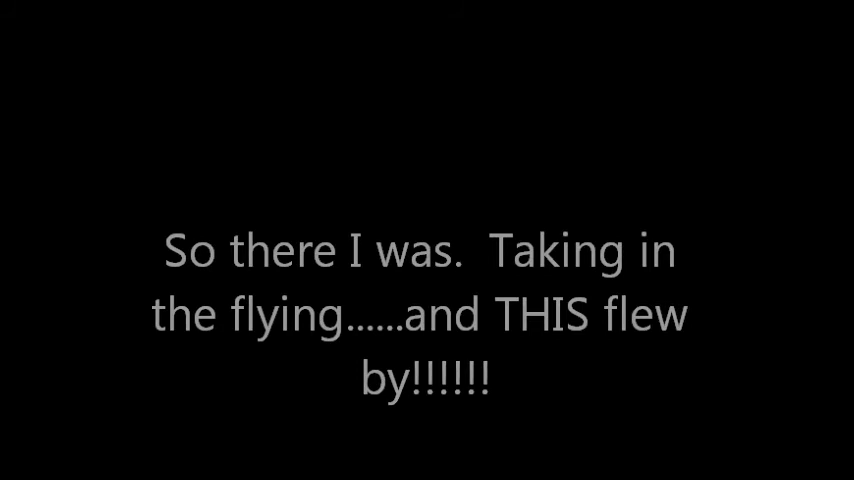 So there I was.  Taking in
the flying......and THIS flew
by!!!!!!